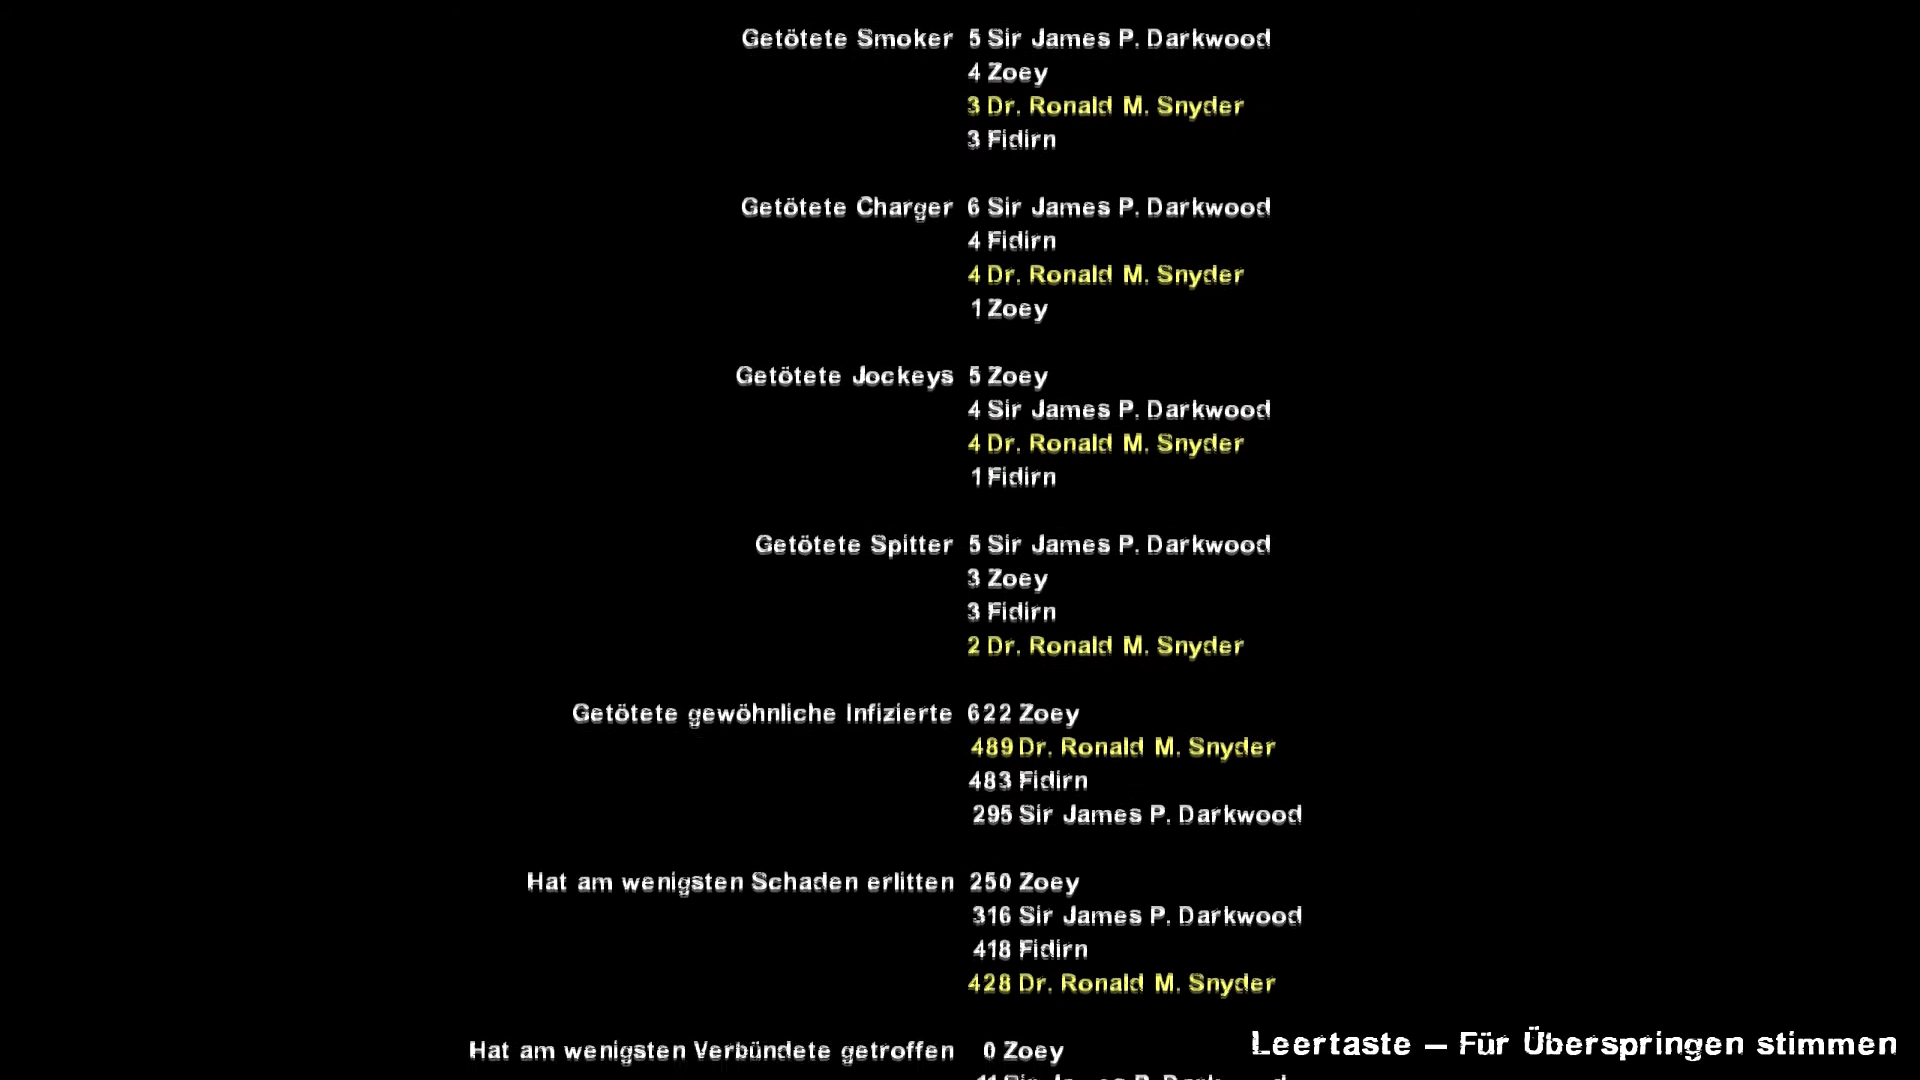 Getötete Smoker 5 Sir James P. Darkwood
4 Zoey
3 Dr. Ronald M. Snyder
3 Fidirn
Getötete Charger 6 Sir James P. Darkwood
4 Fidirn
4 Dr. Ronald M. Snyder
1 Zoey
Getötete Jockeys 5 Zoey
4 Sir James P. Darkwood
4 Dr. Ronald M. Snyder
1 Fidirn
Getötete Spitter 5 Sir James P. Darkwood
3 Zoey
3 Fidirn
2 Dr. Ronald M. Snyder
Getötete gewöhnliche Infizierte 622 Zoey
489 Dr. Ronald M. Snyder
483 Fidirn
295 Sir James P. Darkwood
Hat am wenigsten Schaden erlitten 250 Zoey
316 Sir James P. Darkwood
418 Fidirn
428 Dr. Ronald M. Snyder
Hat am wenigsten Verbündete getroffen 0 Zoey
Leertaste – Für Überspringen stimmen